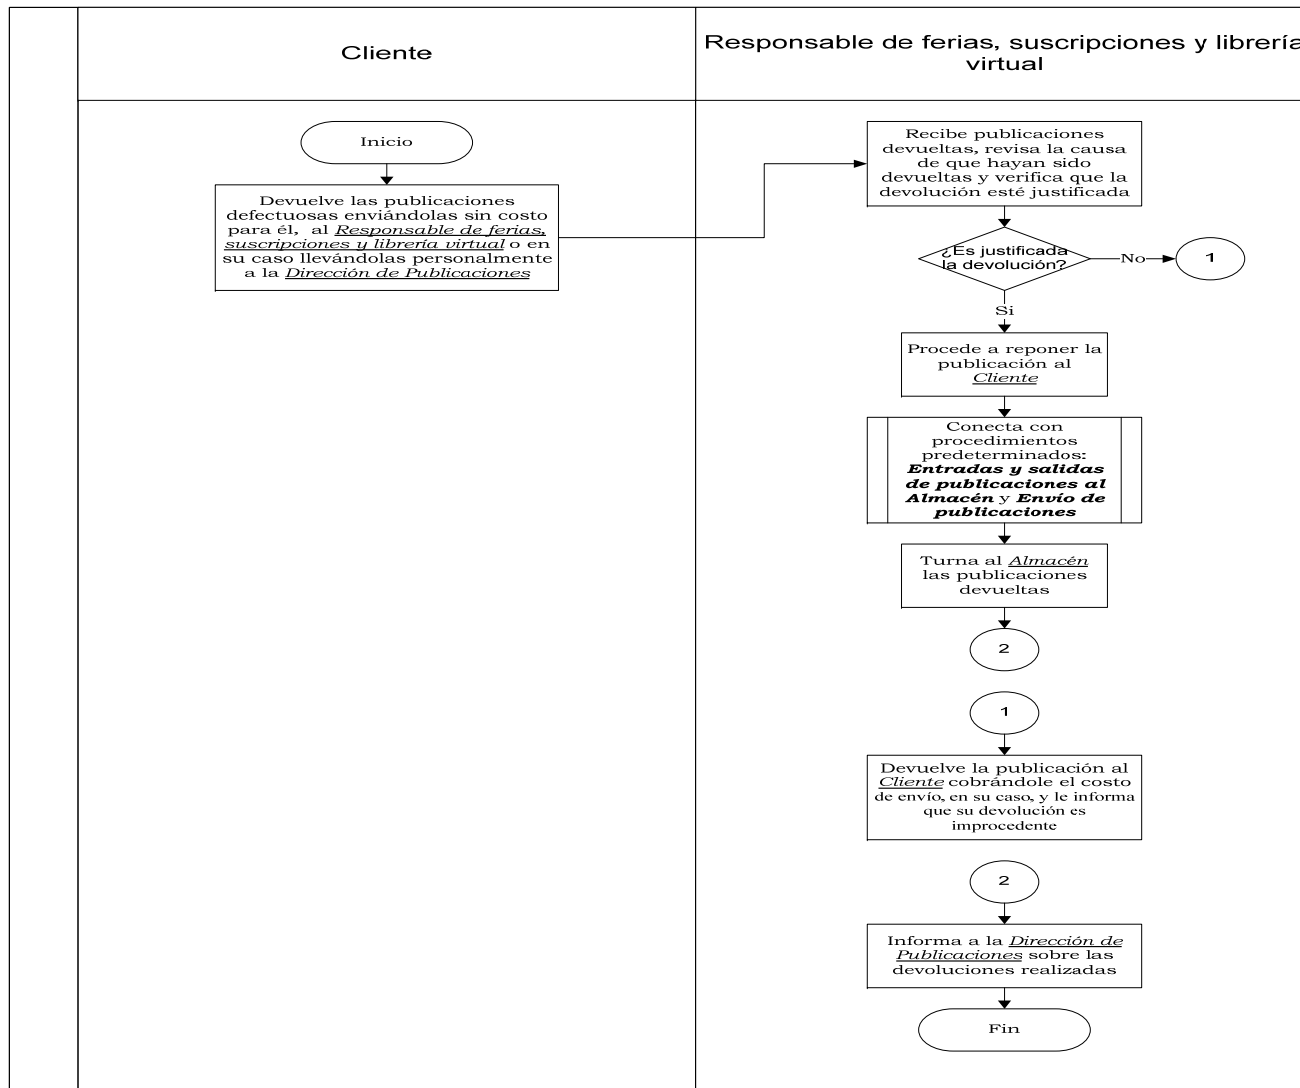 Cliente
Responsable de ferias, suscripciones y librería
virtual
Inicio
Devuelve las publicaciones
defectuosas enviándolas sin costo
para él, al Responsable de ferias,
suscripciones y librería virtual o en
su caso llevándolas personalmente
a la Dirección de Publicaciones
Recibe publicaciones
devueltas, revisa la causa
de que hayan sido
devueltas y verifica que la
devolución esté justificada
¿Es justificada
la devolución?
No
1
Si
Procede a reponer la
publicación al
Cliente
Conecta con
procedimientos
predeterminados:
Entradas y salidas
de publicaciones al
Almacén y Envío de
publicaciones
Turna al Almacén
las publicaciones
devueltas
2
1
Devuelve la publicación al
Cliente cobrándole el costo
de envío, en su caso, y le informa
que su devolución es
improcedente
2
Informa a la Dirección de
Publicaciones sobre las
devoluciones realizadas
Fin